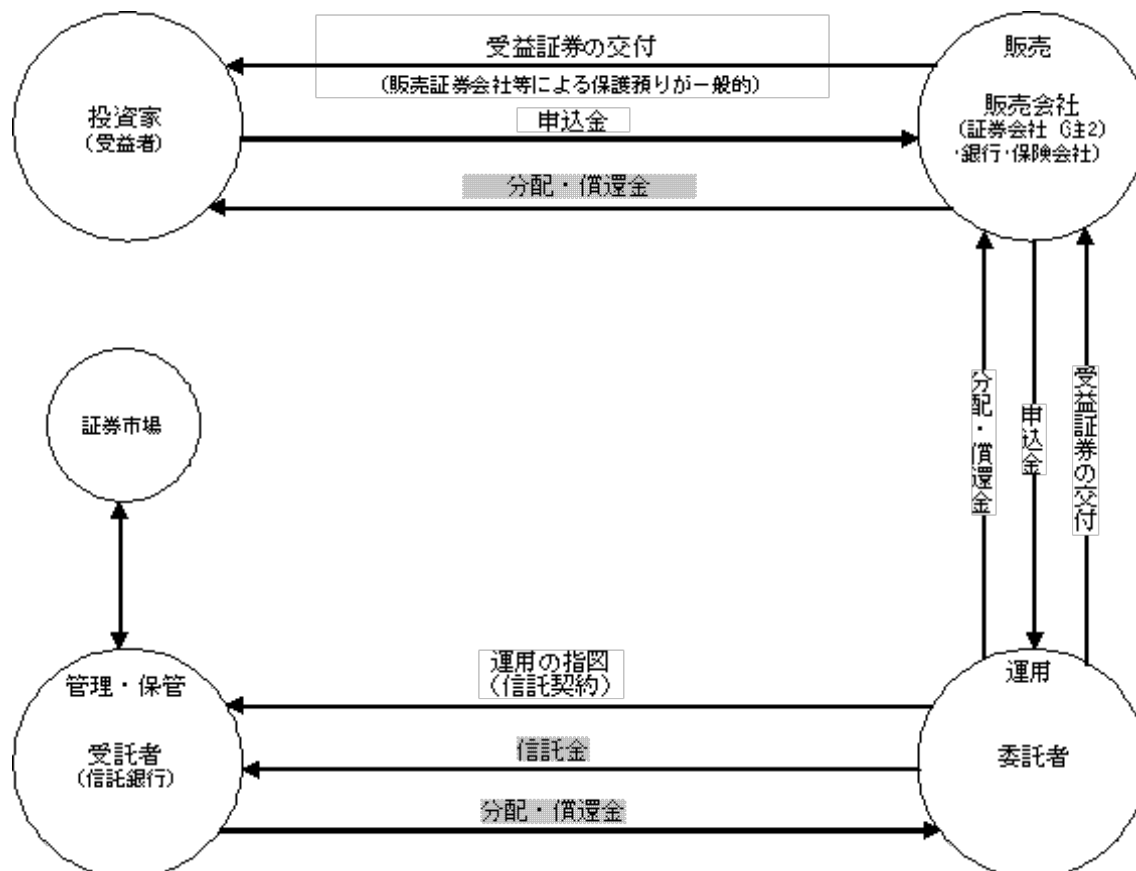 受益証券の交付
(販売証券会社等による保護預りが一般的)
申込金
分配・償還金
投資家
(受益者)
販売
販売会社
(証券会社(注2)
・銀行・保険会社)
証券市場
分配・償還金
申込金
受益証券の交付
運用の指図
(信託契約)
信託金
分配・償還金
管理・保管
受託者
(信託銀行)
運用
委託者